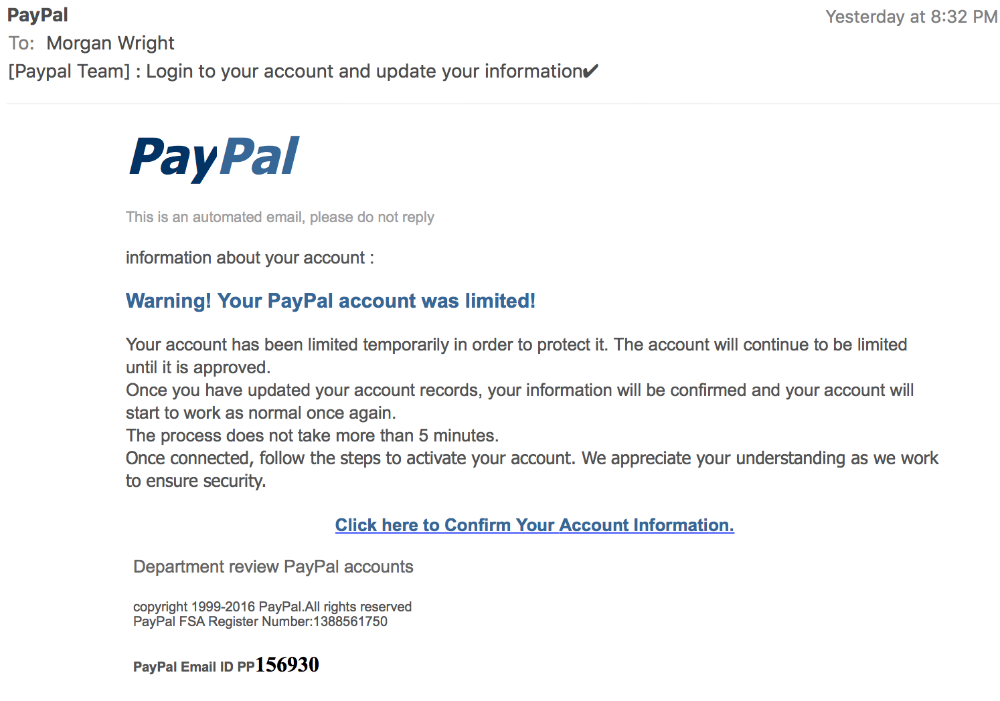 PayPal
Yesterday at 8:32 PM
To: Morgan Wright
[Paypal Team] : Login to your account and update your information✔
PayPal
This is an automated email, please do not reply
information about your account :
Warning! Your PayPal account was limited!
Your account has been limited temporarily in order to protect it. The account will continue to be limited
until it is approved.
Once you have updated your account records, your information will be confirmed and your account will
start to work as normal once again.
The process does not take more than 5 minutes.
Once connected, follow the steps to activate your account. We appreciate your understanding as we work
to ensure security.
Click here to Confirm Your Account Information.
Department review PayPal accounts
copyright 1999-2016 PayPal.All rights reserved
PayPal FSA Register Number:1388561750
PayPal Email ID PP156930